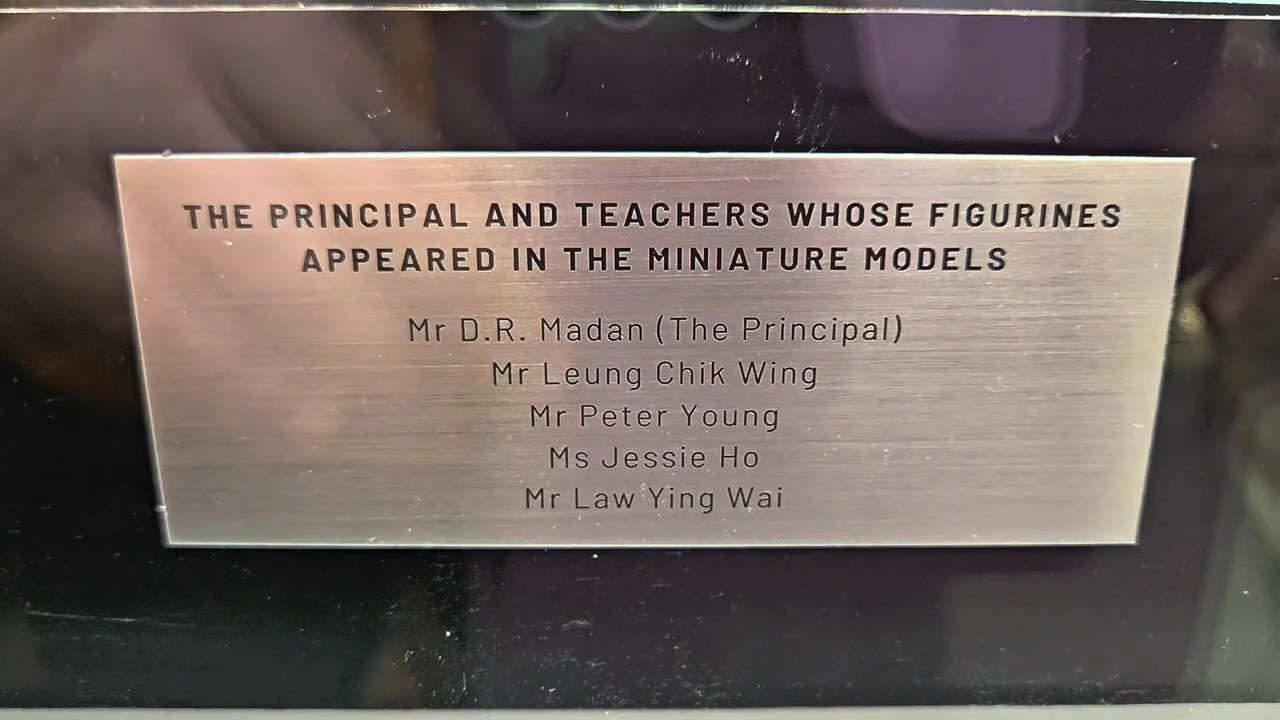 THE PRINCIPAL AND TEACHERS WHOSE FIGURINES
APPEARED IN THE MINIATURE MODELS
Mr D.R. Madan (The Principal)
Mr Leung Chik Wing
Mr Peter Young
Ms Jessie Ho
Mr Law Ying Wai